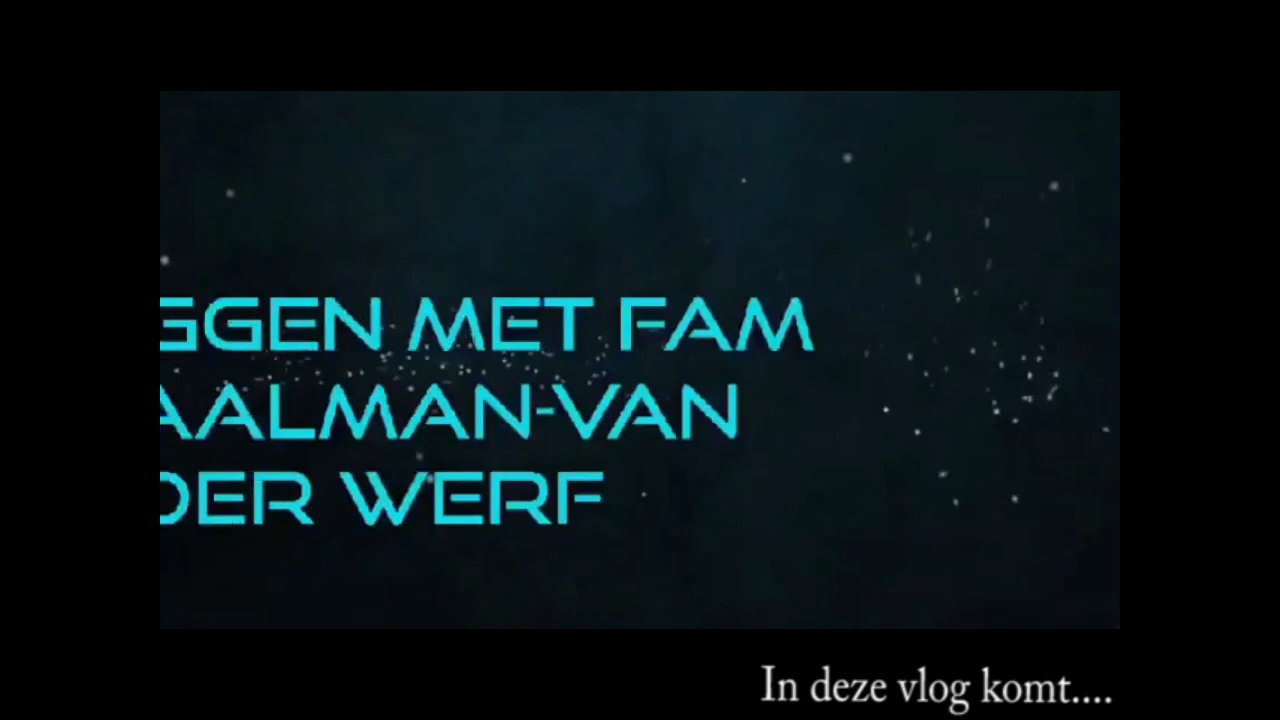 GGEN MET FAM
AALMAN-VAN
DER WERF
In deze vlog komt....